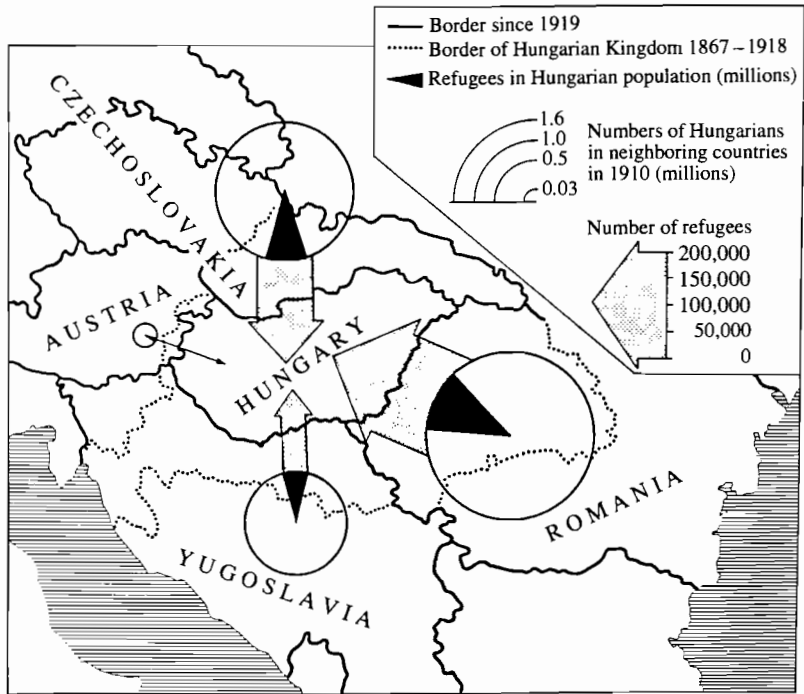 Border since 1919
Border of Hungarian Kingdom 1867–1918
Refugees in Hungarian population (millions)
1.6
1.0
0.5
0.03
Numbers of Hungarians
in neighboring countries
in 1910 (millions)
Number of refugees
200,000
150,000
100,000
50,000
0
CZECHOSLOVAKIA
AUSTRIA
HUNGARY
ROMANIA
YUGOSLAVIA